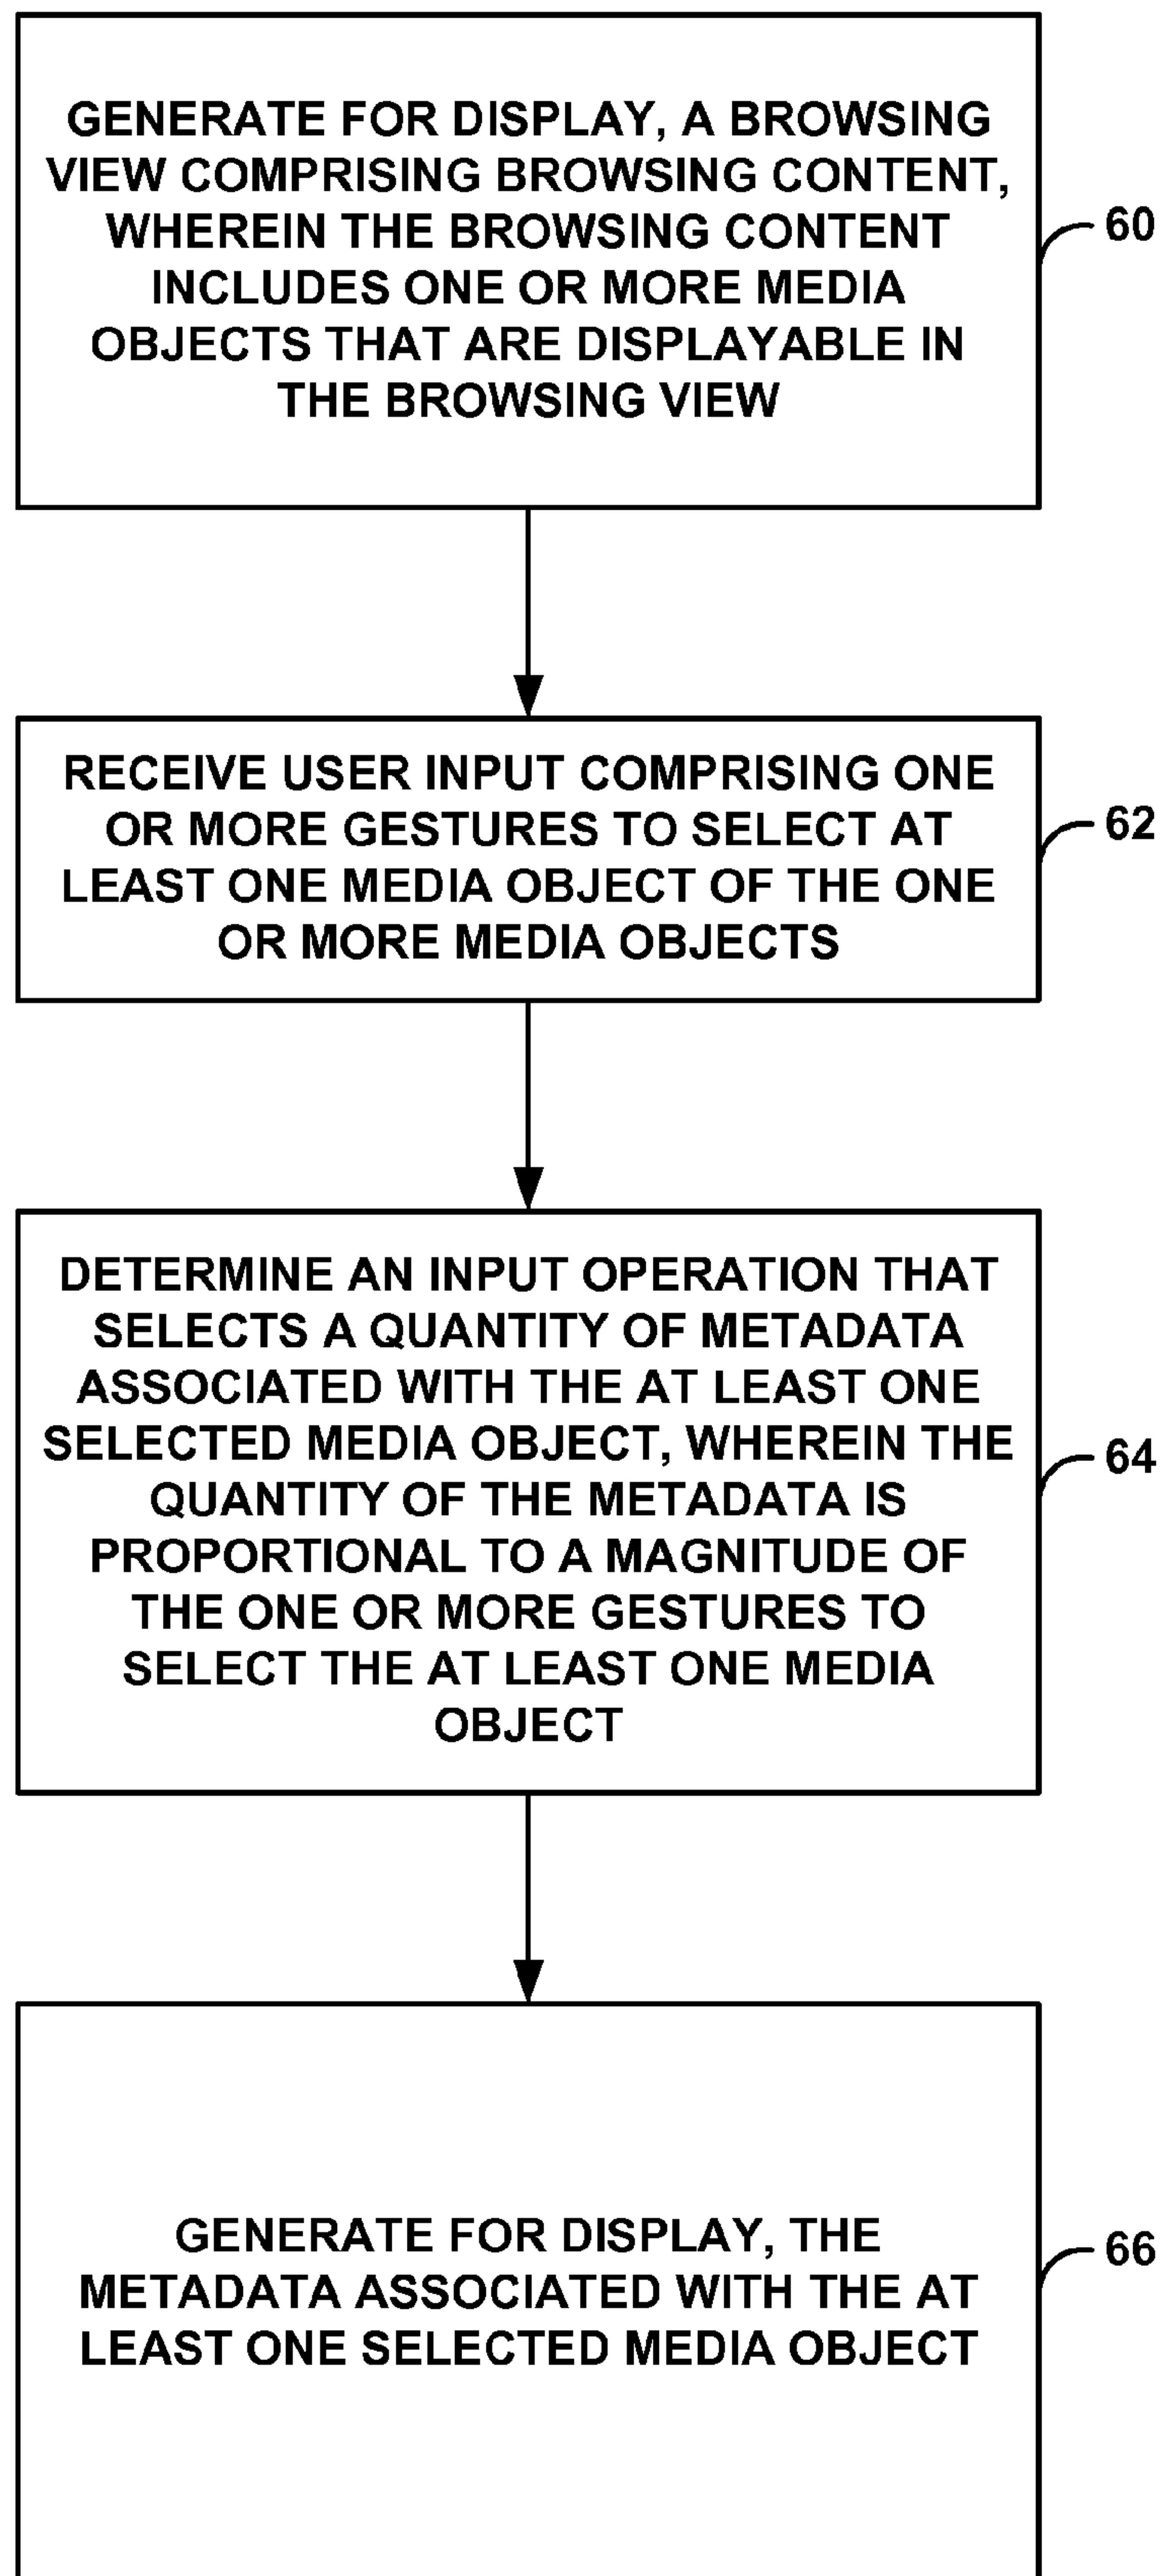 GENERATE FOR DISPLAY, A BROWSING
VIEW COMPRISING BROWSING CONTENT,
WHEREIN THE BROWSING CONTENT
INCLUDES ONE OR MORE MEDIA
OBJECTS THAT ARE DISPLAYABLE IN
THE BROWSING VIEW
60
RECEIVE USER INPUT COMPRISING ONE
OR MORE GESTURES TO SELECT AT
LEAST ONE MEDIA OBJECT OF THE ONE
OR MORE MEDIA OBJECTS
62
DETERMINE AN INPUT OPERATION THAT
SELECTS A QUANTITY OF METADATA
ASSOCIATED WITH THE AT LEAST ONE
SELECTED MEDIA OBJECT, WHEREIN THE
QUANTITY OF THE METADATA IS
PROPORTIONAL TO A MAGNITUDE OF
THE ONE OR MORE GESTURES TO
SELECT THE AT LEAST ONE MEDIA
OBJECT
64
GENERATE FOR DISPLAY, THE
METADATA ASSOCIATED WITH THE AT
LEAST ONE SELECTED MEDIA OBJECT
66